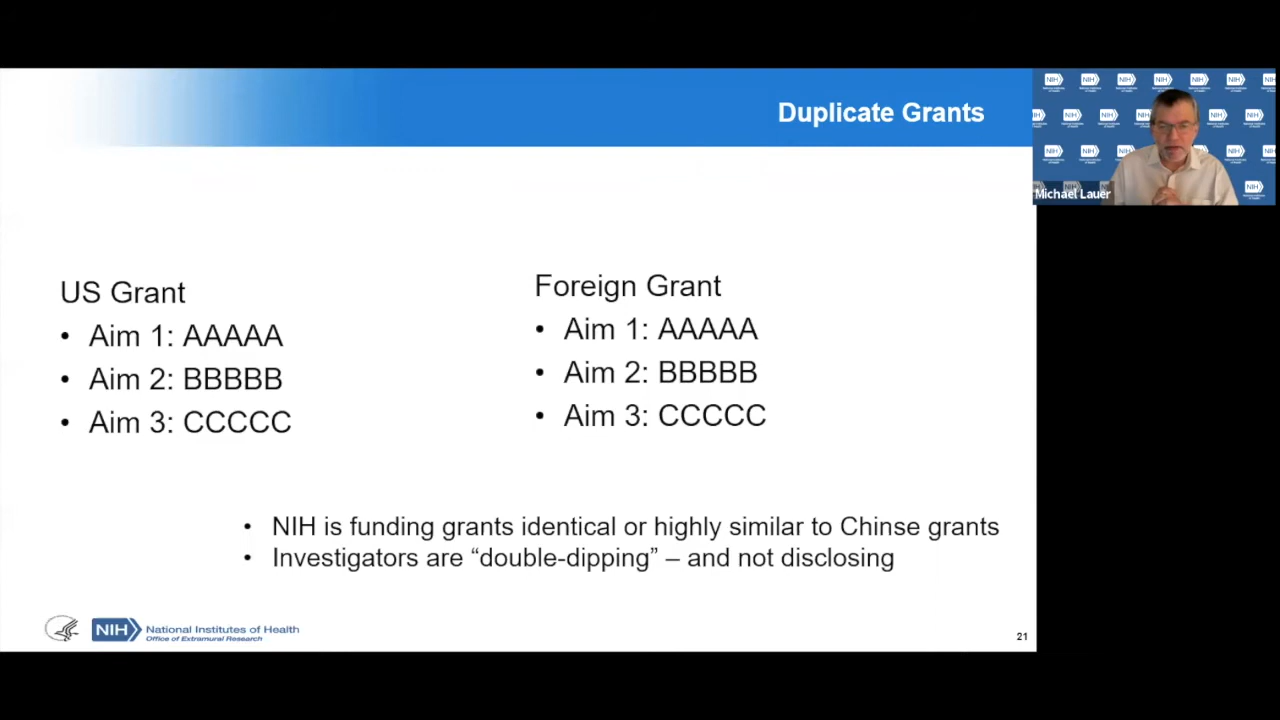 Duplicate Grants
US Grant
• Aim 1: AAAAA
• Aim 2: BBBBB
• Aim 3: CCCCC
Foreign Grant
• Aim 1: AAAAA
• Aim 2: BBBBB
• Aim 3: CCCCC
• NIH is funding grants identical or highly similar to Chinse grants
• Investigators are “double-dipping” – and not disclosing
NIH
National Institutes of Health
Office of Extramural Research
21
Michael Lauer
NIH